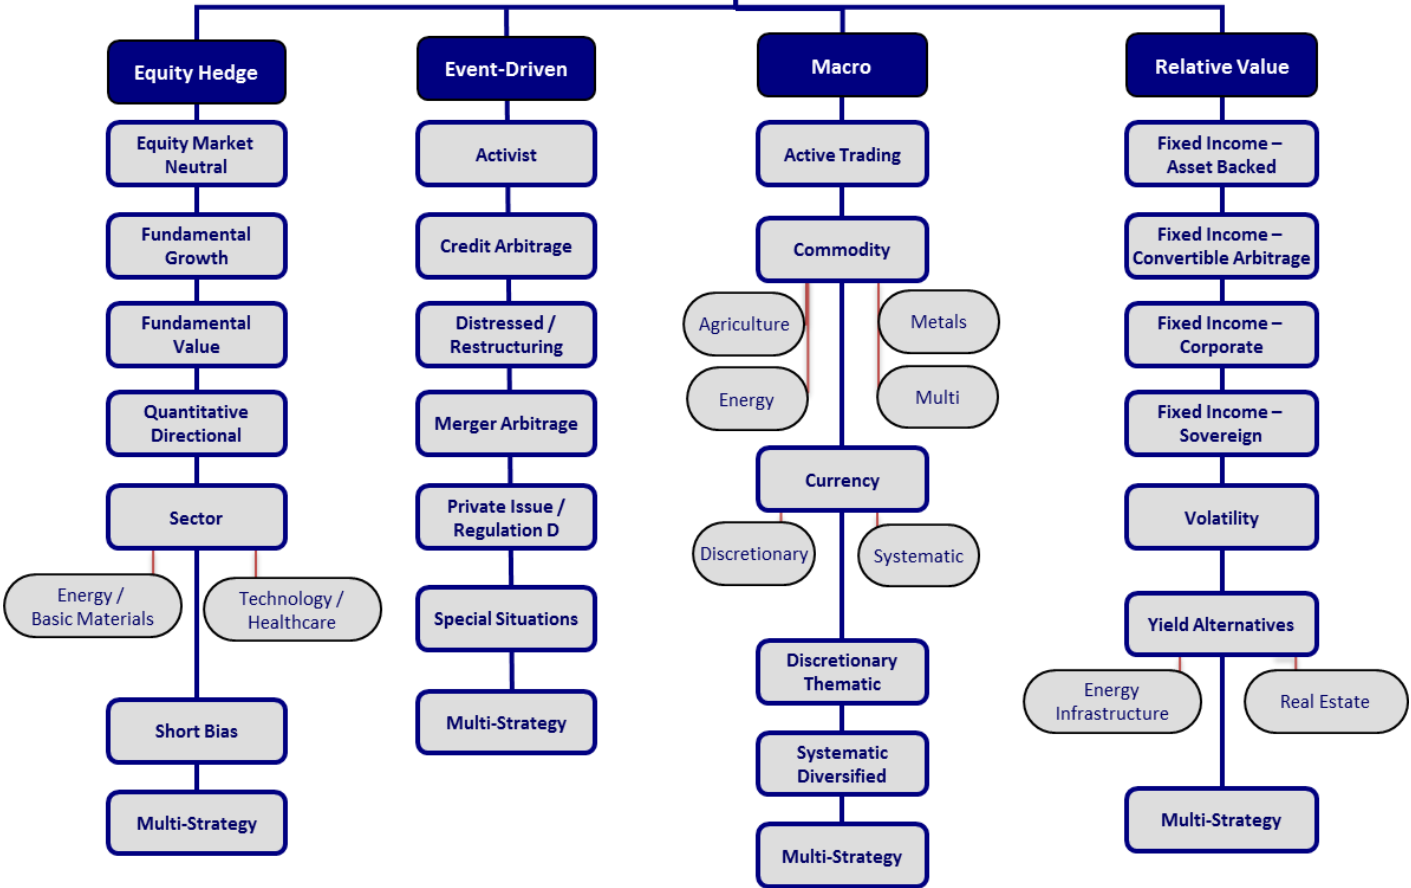 Equity Hedge
Equity Market
Neutral
Fundamental
Growth
Fundamental
Value
Quantitative
Directional
Sector
Energy /
Basic Materials
Technology /
Healthcare
Short Bias
Multi-Strategy
Event-Driven
Activist
Credit Arbitrage
Distressed /
Restructuring
Merger Arbitrage
Private Issue /
Regulation D
Special Situations
Multi-Strategy
Macro
Active Trading
Commodity
Agriculture
Metals
Energy
Multi
Currency
Discretionary
Systematic
Discretionary
Thematic
Systematic
Diversified
Multi-Strategy
Relative Value
Fixed Income –
Asset Backed
Fixed Income –
Convertible Arbitrage
Fixed Income –
Corporate
Fixed Income –
Sovereign
Volatility
Yield Alternatives
Energy
Infrastructure
Real Estate
Multi-Strategy